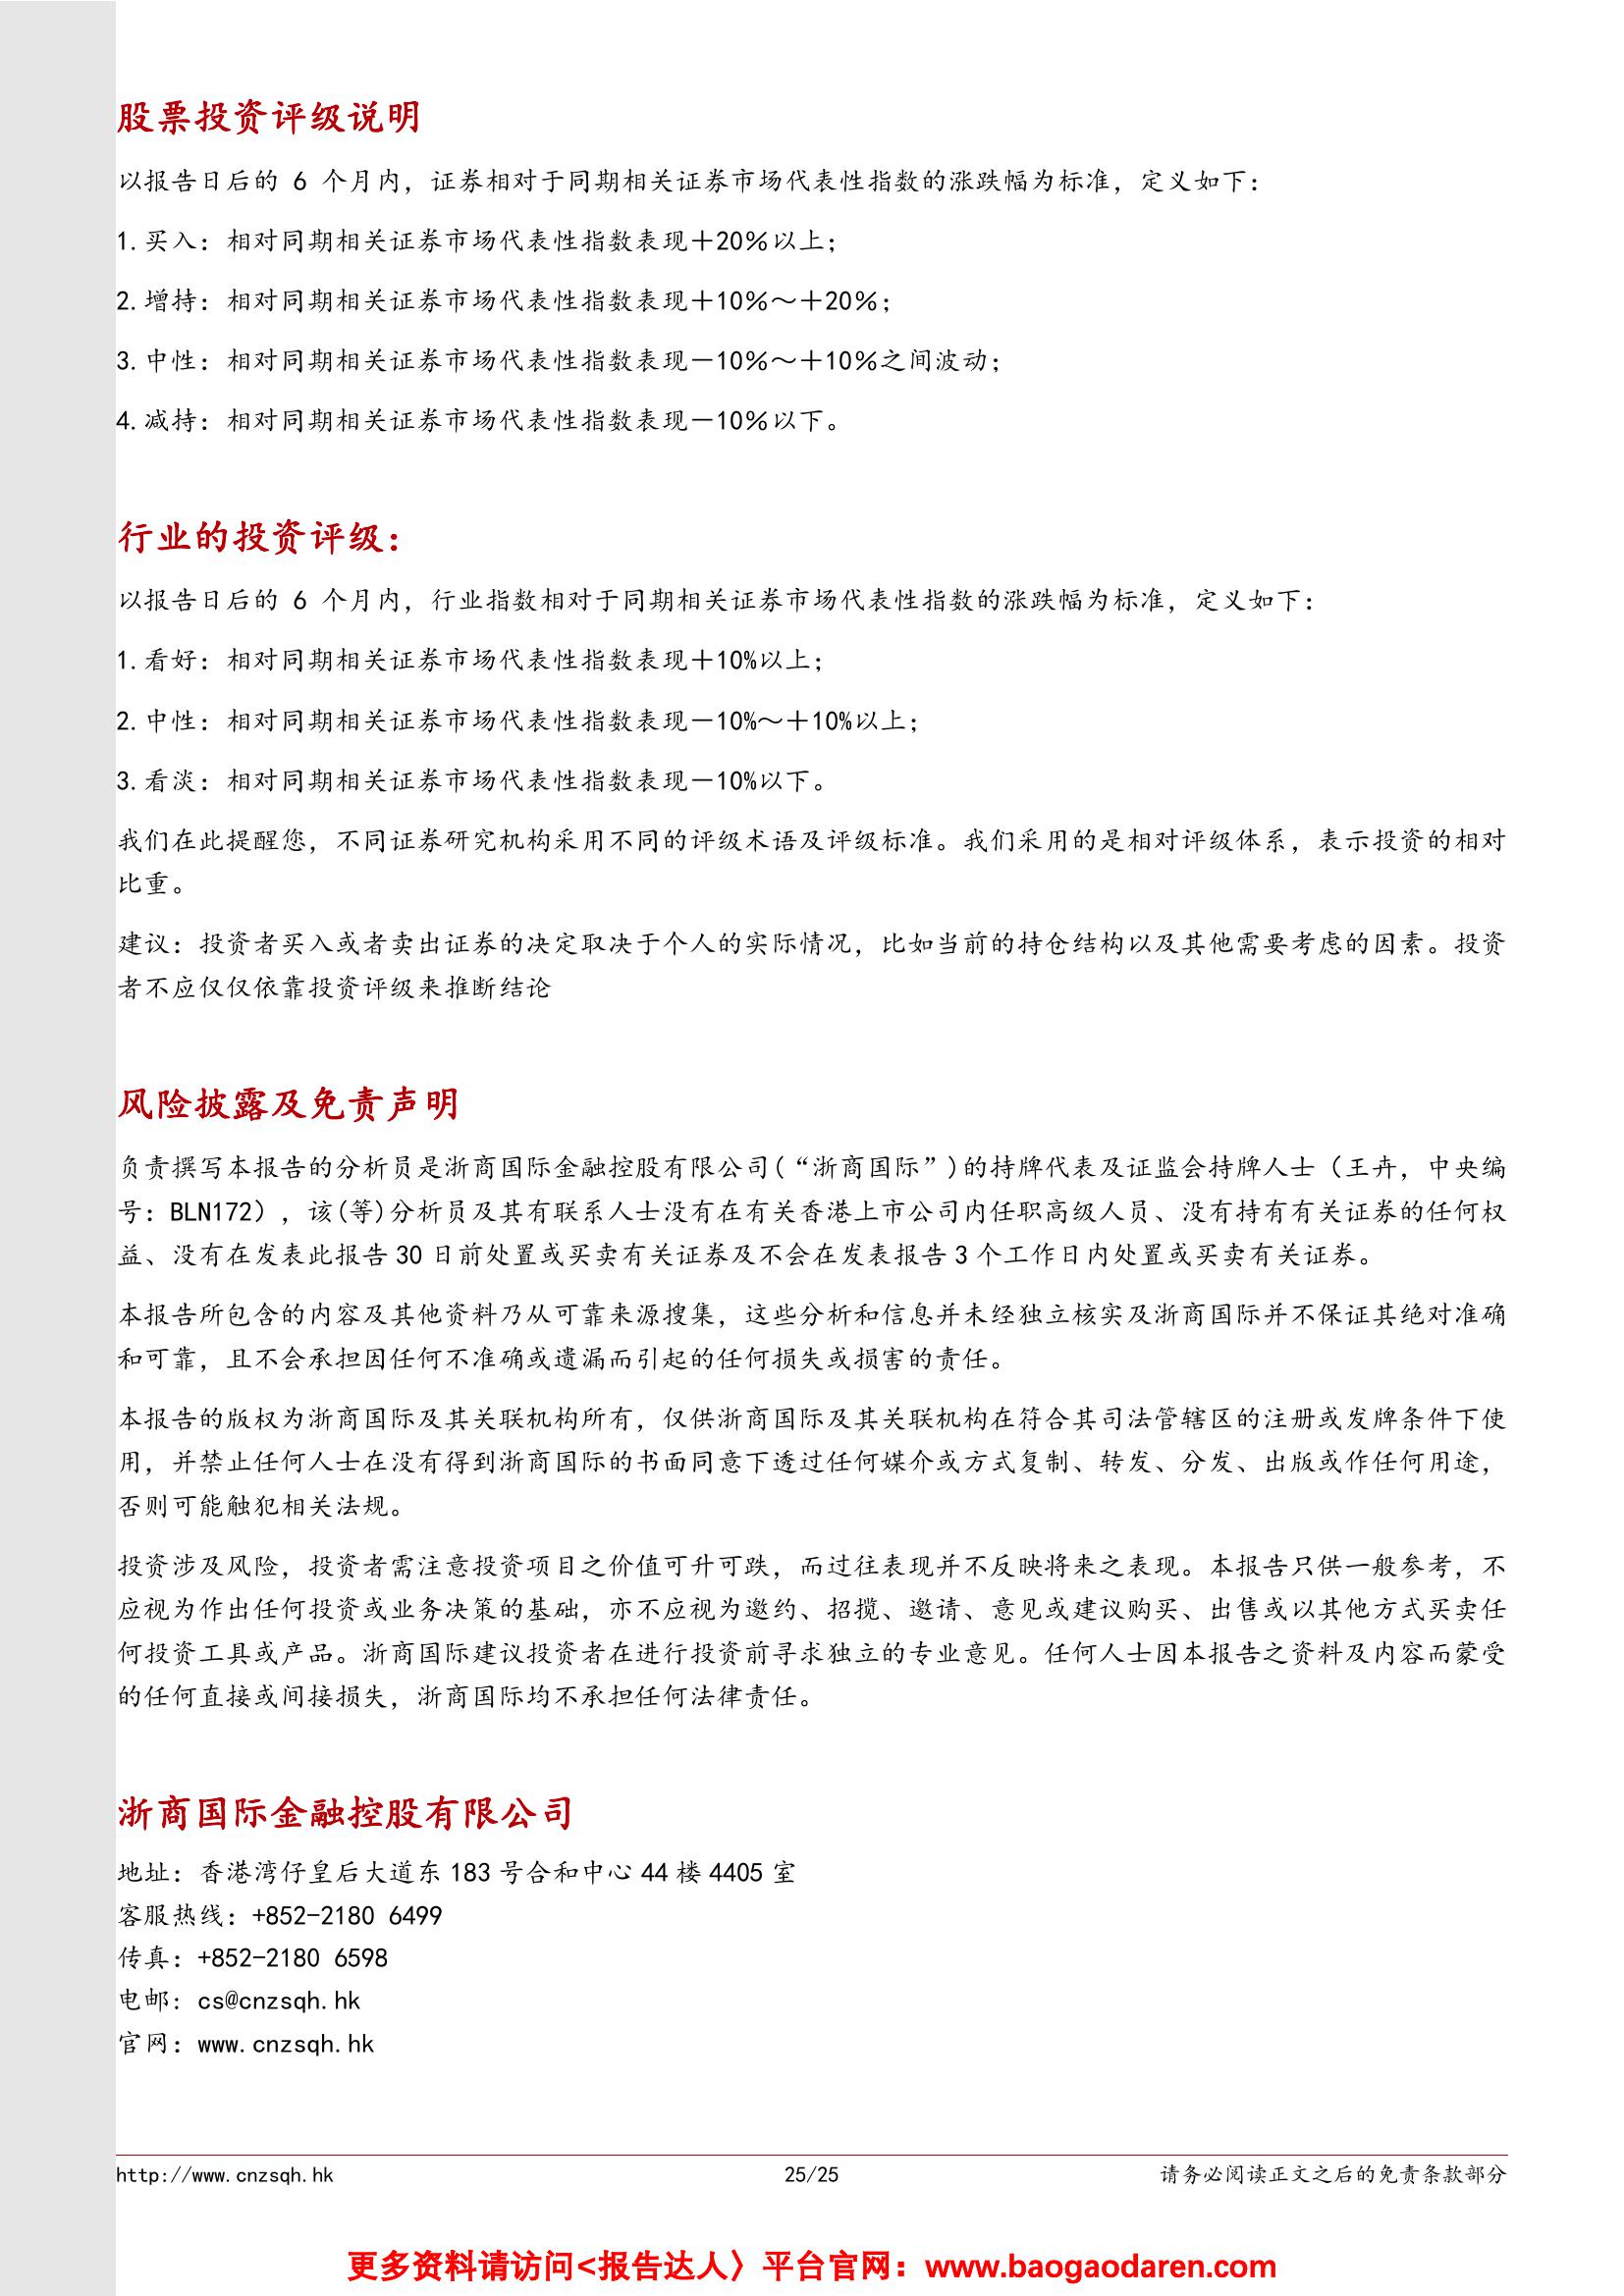 股票投资评级说明
以报告日后的 6 个月内，证券相对于同期相关证券市场代表性指数的涨跌幅为标准，定义如下：
1.买入：相对同期相关证券市场代表性指数表现＋20％以上；
2.增持：相对同期相关证券市场代表性指数表现＋10％～＋20％；
3.中性：相对同期相关证券市场代表性指数表现－10％～＋10％之间波动；
4.减持：相对同期相关证券市场代表性指数表现－10％以下。
行业的投资评级：
以报告日后的 6 个月内，行业指数相对于同期相关证券市场代表性指数的涨跌幅为标准，定义如下：
1.看好：相对同期相关证券市场代表性指数表现＋10%以上；
2.中性：相对同期相关证券市场代表性指数表现－10%～＋10%以上；
3.看淡：相对同期相关证券市场代表性指数表现－10%以下。
我们在此提醒您，不同证券研究机构采用不同的评级术语及评级标准。我们采用的是相对评级体系，表示投资的相对
比重。
建议：投资者买入或者卖出证券的决定取决于个人的实际情况，比如当前的持仓结构以及其他需要考虑的因素。投资
者不应仅仅依靠投资评级来推断结论
风险披露及免责声明
负责撰写本报告的分析员是浙商国际金融控股有限公司(“浙商国际”)的持牌代表及证监会持牌人士（王卉，中央编
号：BLN172），该(等)分析员及其有联系人士没有在有关香港上市公司内任职高级人员、没有持有有关证券的任何权
益、没有在发表此报告 30 日前处置或买卖有关证券及不会在发表报告 3 个工作日内处置或买卖有关证券。
本报告所包含的内容及其他资料乃从可靠来源搜集，这些分析和信息并未经独立核实及浙商国际并不保证其绝对准确
和可靠，且不会承担因任何不准确或遗漏而引起的任何损失或损害的责任。
本报告的版权为浙商国际及其关联机构所有，仅供浙商国际及其关联机构在符合其司法管辖区的注册或发牌条件下使
用，并禁止任何人士在没有得到浙商国际的书面同意下透过任何媒介或方式复制、转发、分发、出版或作任何用途，
否则可能触犯相关法规。
投资涉及风险，投资者需注意投资项目之价值可升可跌，而过往表现并不反映将来之表现。本报告只供一般参考，不
应视为作出任何投资或业务决策的基础，亦不应视为邀约、招揽、邀请、意见或建议购买、出售或以其他方式买卖任
何投资工具或产品。浙商国际建议投资者在进行投资前寻求独立的专业意见。任何人士因本报告之资料及内容而蒙受
的任何直接或间接损失，浙商国际均不承担任何法律责任。
浙商国际金融控股有限公司
地址：香港湾仔皇后大道东 183 号合和中心 44 楼 4405 室
客服热线：+852-2180 6499
传真：+852-2180 6598
电邮：cs@cnzsqh.hk
官网：www.cnzsqh.hk
http://www.cnzsqh.hk 25/25 请务必阅读正文之后的免责条款部分
更多资料请访问<报告达人〉平台官网：www.baogaodaren.com